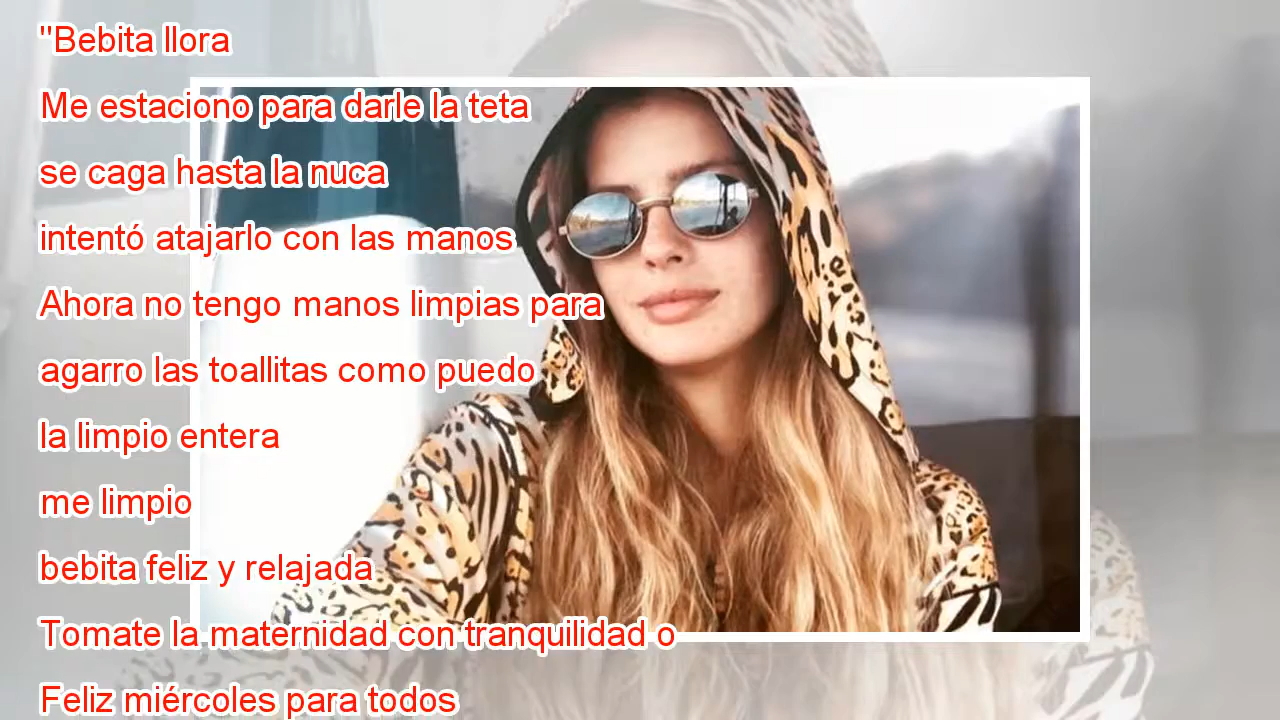 "Bebita llora
Me estaciono para darle la teta
se caga hasta la nuca
intentó atajarlo con las manos
Ahora no tengo manos limpias para
agarro las toallitas como puedo
la limpio entera
me limpio
bebita feliz y relajada
Tomate la maternidad con tranquilidad o
Feliz miércoles para todos